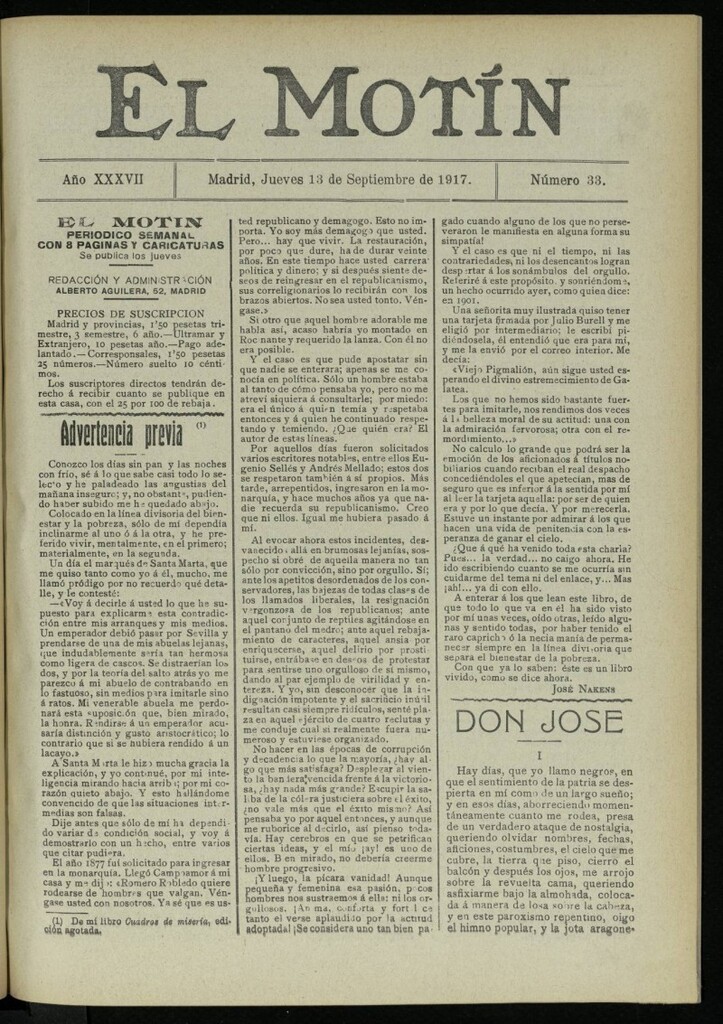 EL MOTÍN
Año XXXVII
Madrid, Jueves 13 de Septiembre de 1917.
Número 33.
EL MOTIN
PERIODICO SEMANAL
CON 8 PAGINAS Y CARICATURAS
Se publica los jueves
REDACCIÓN Y ADMINISTRACIÓN
ALBERTO AGUILERA, 52, MADRID
PRECIOS DE SUSCRIPCION
Madrid y provincias, 1'50 pesetas tri-
mestre, 3 semestre, 6 año.—Ultramar y
Extranjero, 10 pesetas año.—Pago ade-
lantado.—Corresponsales, 1'50 pesetas
25 números.—Número suelto 10 cénti-
mos.
Los suscriptores directos tendrán de-
recho á recibir cuanto se publique en
esta casa, con el 25 por 100 de rebaja.
Advertencia previa (1)
Conozco los días sin pan y las noches
con frío, sé á lo que sabe casi todo lo se-
lecto y he paladeado las angustias del
mañana inseguro; y, no obstante, pudien-
do haber subido me he quedado abajo.
Colocado en la línea divisoria del bien-
estar y la pobreza, sólo de mí dependía
inclinarme al uno ó á la otra, y he pre-
ferido vivir, mentalmente, en el primero;
materialmente, en la segunda.
Un día el marqués de Santa Marta, que
me quiso tanto como yo á él, mucho, me
llamó pródigo por no recuerdo qué deta-
lle, y le contesté:
—«Voy á decirle á usted lo que he su-
puesto para explicarme esta contradic-
ción entre mis arranques y mis medios.
Un emperador debió pasar por Sevilla y
prendarse de una de mis abuelas lejanas,
que indudablemente sería tan hermosa
como ligera de cascos. Se distraerían los
dos, y por la teoría del salto atrás yo me
parezco á mi abuelo de contrabando en
lo fastuoso, sin medios para imitarle sino
á ratos. Mi venerable abuela me perdo-
nará esta suposición que, bien mirado,
la honra. Rendirse á un emperador acu-
saría distinción y gusto aristocrático; lo
contrario que si se hubiera rendido á un
lacayo.»
A Santa Marta le hizo mucha gracia la
explicación, y yo continué, por mi inte-
ligencia mirando hacia arriba; por mi co-
razón quieto abajo. Y esto hallándome
convencido de que las situaciones inter-
medias son falsas.
Dije antes que sólo de mí ha dependi-
do variar de condición social, y voy á
demostrarlo con un hecho, entre varios
que citar pudiera.
El año 1877 fuí solicitado para ingresar
en la monarquía. Llegó Campoamor á mi
casa y me dijo: «Romero Robledo quiere
rodearse de hombres que valgan. Vén-
gase usted con nosotros. Ya sé que es us-
(1) De mi libro Cuadros de miseria, edi-
ción agotada.
ted republicano y demagogo. Esto no im-
porta. Yo soy más demagogo que usted.
Pero... hay que vivir. La restauración,
por poco que dure, ha de durar veinte
años. En este tiempo hace usted carrera
política y dinero; y si después siente de-
seos de reingresar en el republicanismo,
sus correligionarios lo recibirán con los
brazos abiertos. No sea usted tonto. Vén-
gase.»
Si otro que aquel hombre adorable me
habla así, acaso habría yo montado en
Rocinante y requerido la lanza. Con él no
era posible.
Y el caso es que pude apostatar sin
que nadie se enterara; apenas se me co-
nocía en política. Sólo un hombre estaba
al tanto de cómo pensaba yo, pero no me
atreví siquiera á consultarle; por miedo:
era el único á quien temía y respetaba
entonces y á quien he continuado respe-
tando y temiendo. ¿Que quién era? El
autor de estas líneas.
Por aquellos días fueron solicitados
varios escritores notables, entre ellos Eu-
genio Sellés y Andrés Mellado; estos dos
se respetaron también á sí propios. Más
tarde, arrepentidos, ingresaron en la mo-
narquía, y hace muchos años ya que na-
die recuerda su republicanismo. Creo
que ni ellos. Igual me hubiera pasado á
mí.
Al evocar ahora estos incidentes, des-
vanecidos allá en brumosas lejanías, sos-
pecho si obré de aquella manera no tan
sólo por convicción, sino por orgullo. Sí;
ante los apetitos desordenados de los con-
servadores, las bajezas de todas clases de
los llamados liberales, la resignación
vergonzosa de los republicanos; ante
aquel conjunto de reptiles agitándose en
el pantano del medro; ante aquel rebaja-
miento de caracteres, aquel ansia por
enriquecerse, aquel delirio por prosti-
tuirse, entrábase en deseos de protestar
para sentirse uno orgulloso de sí mismo,
dando al par ejemplo de virilidad y en-
tereza. Y yo, sin desconocer que la in-
dignación impotente y el sacrificio inútil
resultan casi siempre ridículos, senté pla-
za en aquel ejército de cuatro reclutas y
me conduje cual si realmente fuera nu-
meroso y estuviese organizado.
No hacer en las épocas de corrupción
y decadencia lo que la mayoría, ¿hay al-
go que más satisfaga? Desplegar al vien-
to la bandera vencida frente á la victorio-
sa, ¿hay nada más grande? Escupir la sa-
liba de la cólera justiciera sobre el éxito,
¿no vale más que el éxito mismo? Así
pensaba yo por aquel entonces, y aunque
me ruborice al decirlo, así pienso toda-
vía. Hay cerebros en que se petrifican
ciertas ideas, y el mío ¡ay! es uno de
ellos. Bien mirado, no debería creerme
hombre progresivo.
¡Y luego, la pícara vanidad! Aunque
pequeña y femenina esa pasión, pocos
hombres nos sustraemos á ella; ni los or-
gullosos. ¡Anima, conforta y fortalece
tanto el verse aplaudido por la actitud
adoptada! ¡Se considera uno tan bien pa-
gado cuando alguno de los que no perse-
veraron le manifiesta en alguna forma su
simpatía!
Y el caso es que ni el tiempo, ni las
contrariedades, ni los desencantos logran
despertar á los sonámbulos del orgullo.
Referiré á este propósito, y sonriéndome,
un hecho ocurrido ayer, como quien dice:
en 1901.
Una señorita muy ilustrada quiso tener
una tarjeta firmada por Julio Burell y me
eligió por intermediario; le escribí pi-
diéndosela, él entendió que era para mí,
y me la envió por el correo interior. Me
decía:
«Viejo Pigmalión, aún sigue usted es-
perando el divino estremecimiento de Ga-
latea.
Los que no hemos sido bastante fuer-
tes para imitarle, nos rendimos dos veces
á la belleza moral de su actitud: una con
la admiración fervorosa; otra con el re-
mordimiento...»
No calculo lo grande que podrá ser la
emoción de los aficionados á títulos no-
biliarios cuando reciban el real despacho
concediéndoles el que apetecían, mas de
seguro que es inferior á la sentida por mí
al leer la tarjeta aquella; por ser de quien
era y por lo que decía. Y por merecerla.
Estuve un instante por admirar á los que
hacen una vida de penitencia con la es-
peranza de ganar el cielo.
¿Que á qué ha venido toda esta charla?
Pues... la verdad... no caigo ahora. He
ido escribiendo cuanto se me ocurría sin
cuidarme del tema ni del enlace, y... Mas
¡ah!... ya di con ello.
A enterar á los que lean este libro, de
que todo lo que va en él ha sido visto
por mí unas veces, oído otras, leído algu-
nas y sentido todas, por haber tenido el
raro capricho ó la necia manía de perma-
necer siempre en la línea divisoria que
separa el bienestar de la pobreza.
Con que ya lo saben: éste es un libro
vivido, como se dice ahora.
JOSÉ NAKENS
DON JOSE
I
Hay días, que yo llamo negros, en
que el sentimiento de la patria se des-
pierta en mí como de un largo sueño;
y en esos días, aborreciendo momen-
táneamente cuanto me rodea, presa
de un verdadero ataque de nostalgia,
queriendo olvidar nombres, fechas,
aficiones, costumbres, el cielo que me
cubre, la tierra que piso, cierro el
balcón y después los ojos, me arrojo
sobre la revuelta cama, queriendo
asfixiarme bajo la almohada, coloca-
da á manera de losa sobre la cabeza,
y en este paroxismo repentino, oigo
el himno popular, y la jota aragone-